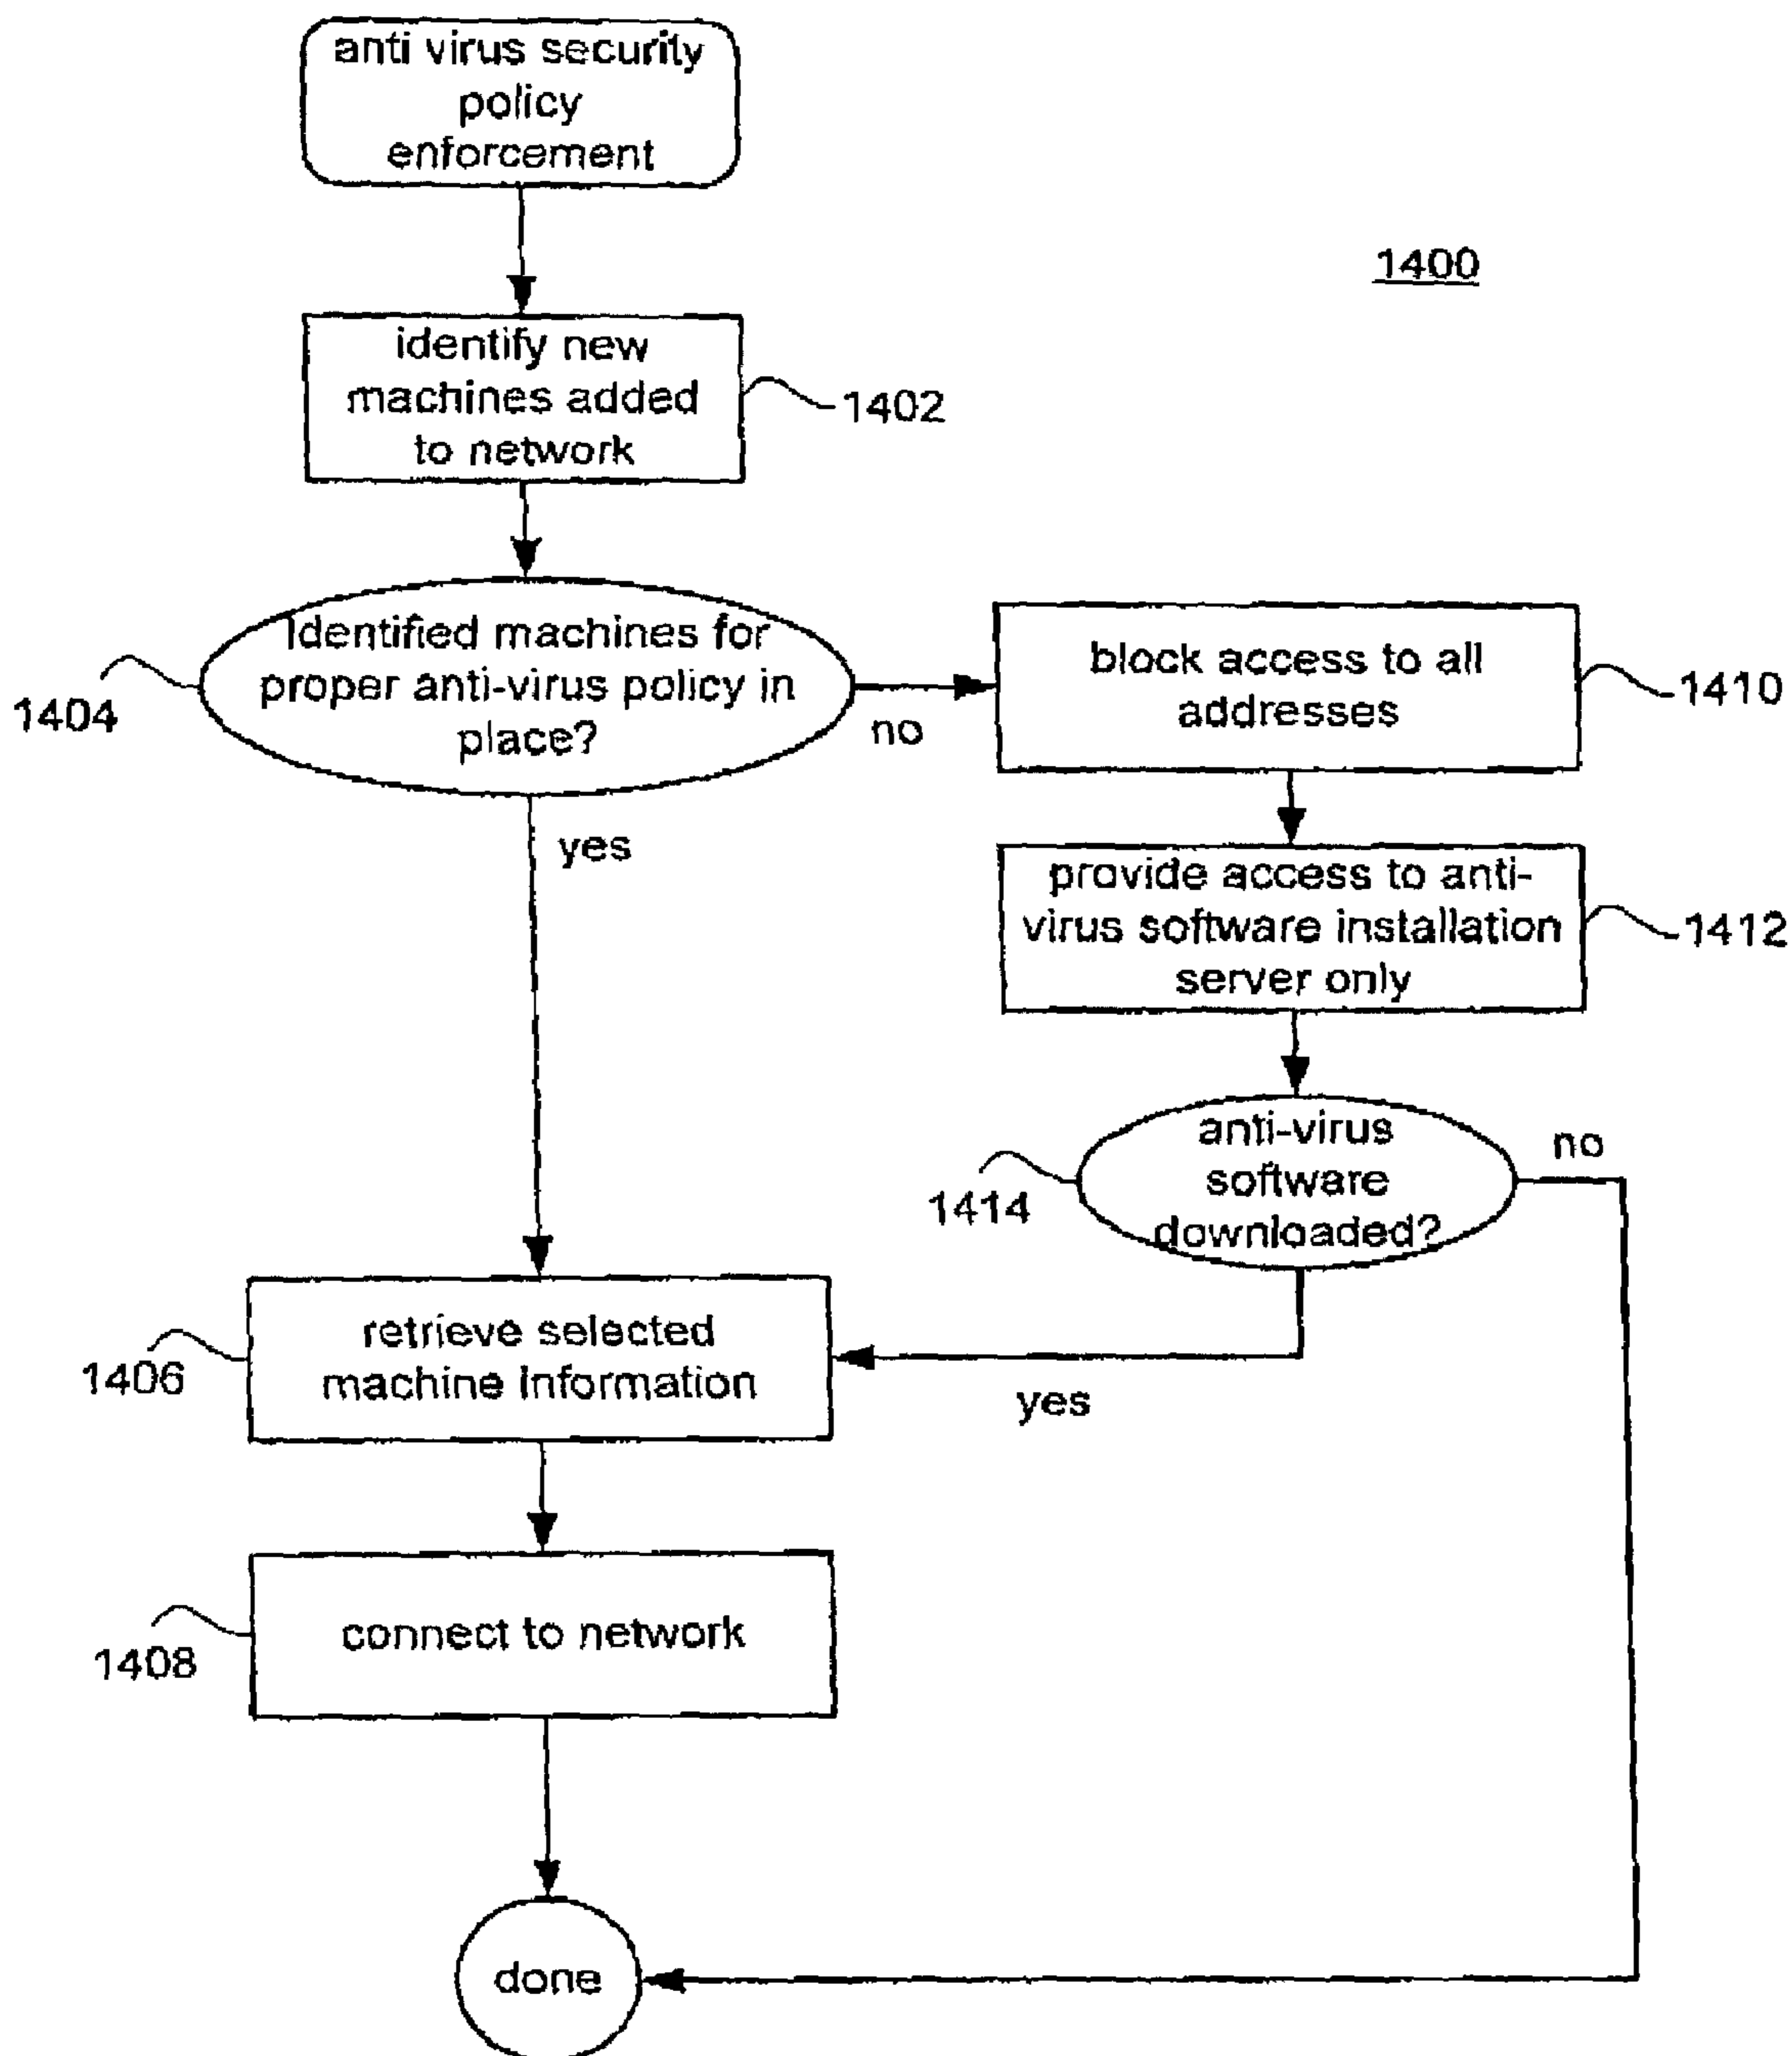 anti virus security
policy
enforcement
1400
identify new
machines added
to network
1402
Identified machines for
proper anti-virus policy in
place?
1404
no
block access to all
addresses
1410
yes
provide access to anti-
virus software installation
server only
1412
anti-virus
software
downloaded?
no
1414
retrieve selected
machine Information
1406
yes
connect to network
1408
done